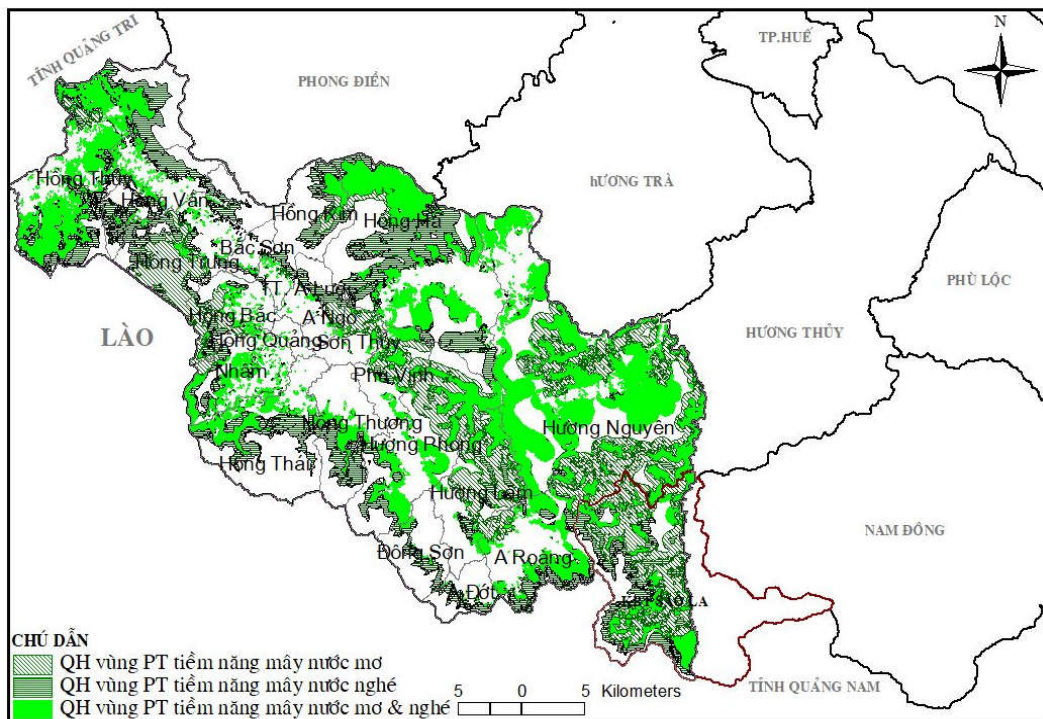 TỈNH QUẢNG TRỊ
N
TP.HUẾ
PHONG ĐIỀN
hƯƠNG TRÀ
Hồng Thủy
Hồng Vân
Hồng Kim
Hồng Hạ
Bắc Sơn
Hồng Trung
TT. A Lưới
PHÙ LỘC
Hồng Bắc
A Ngo
LÀO
HƯƠNG THỦY
Hồng Quảng
Sơn Thủy
Nhâm
Phú Vinh
Hồng Thượng
Hương Nguyên
Hương Phong
Hồng Thái
Hương Lâm
NAM ĐÔNG
Đông Sơn
A Roàng
A Đớt
LA
CHÚ DẪN
QH vùng PT tiềm năng mây nước mơ
QH vùng PT tiềm năng mây nước nghé
QH vùng PT tiềm năng mây nước mơ & nghé
5 0 5 Kilometers
TỈNH QUẢNG NAM